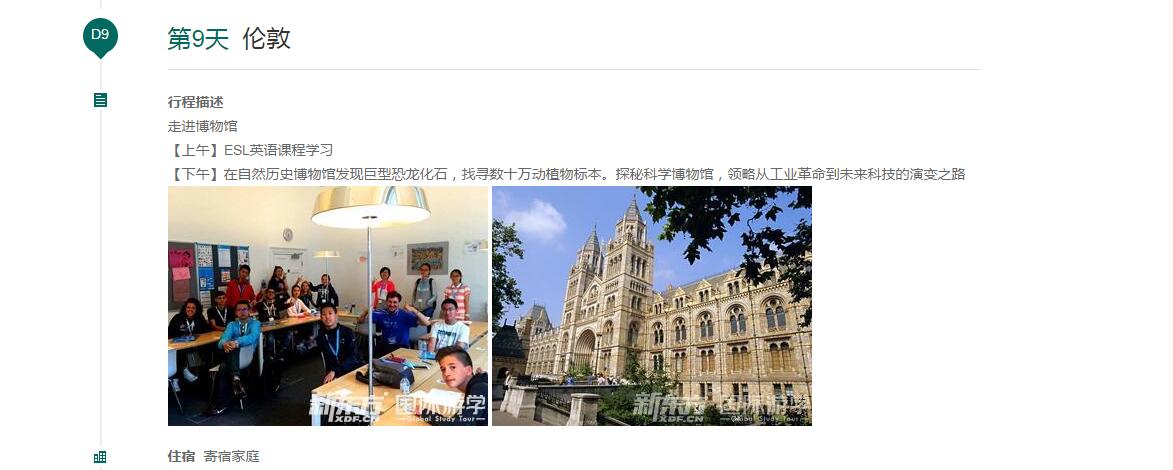 D9
第9天 伦敦
行程描述
走进博物馆
【上午】ESL英语课程学习
【下午】在自然历史博物馆发现巨型恐龙化石，找寻数十万动植物标本。探秘科学博物馆，领略从工业革命到未来科技的演变之路
新东方 国际游学
XDF.CN Global Study Tour
新东方 国际游学
XDF.CN Global Study Tour
住宿 寄宿家庭